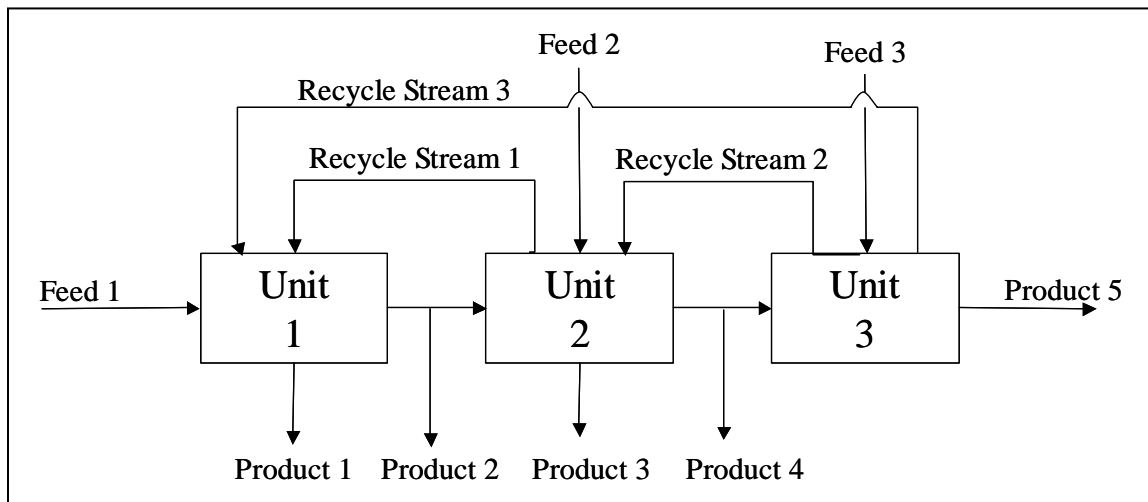 Feed 2
Feed 3
Recycle Stream 3
Recycle Stream 1
Recycle Stream 2
Feed 1
Unit
1
Unit
2
Unit
3
Product 5
Product 1
Product 2
Product 3
Product 4